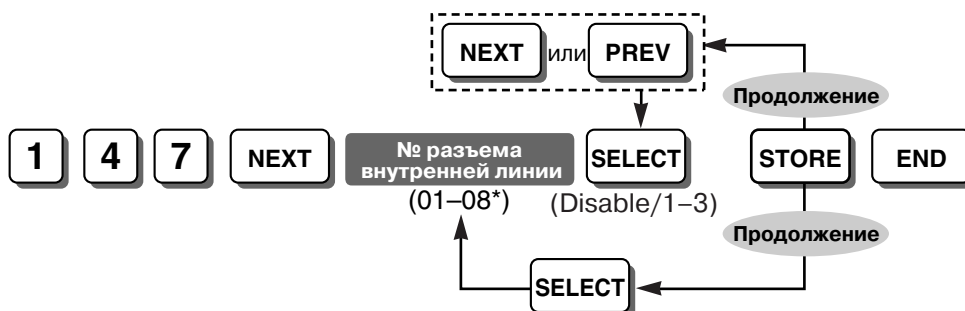 NEXT или PREV
Продолжение
1 4 7 NEXT № разъема внутренней линии SELECT STORE END
(01–08*) (Disable/1–3)
Продолжение
SELECT